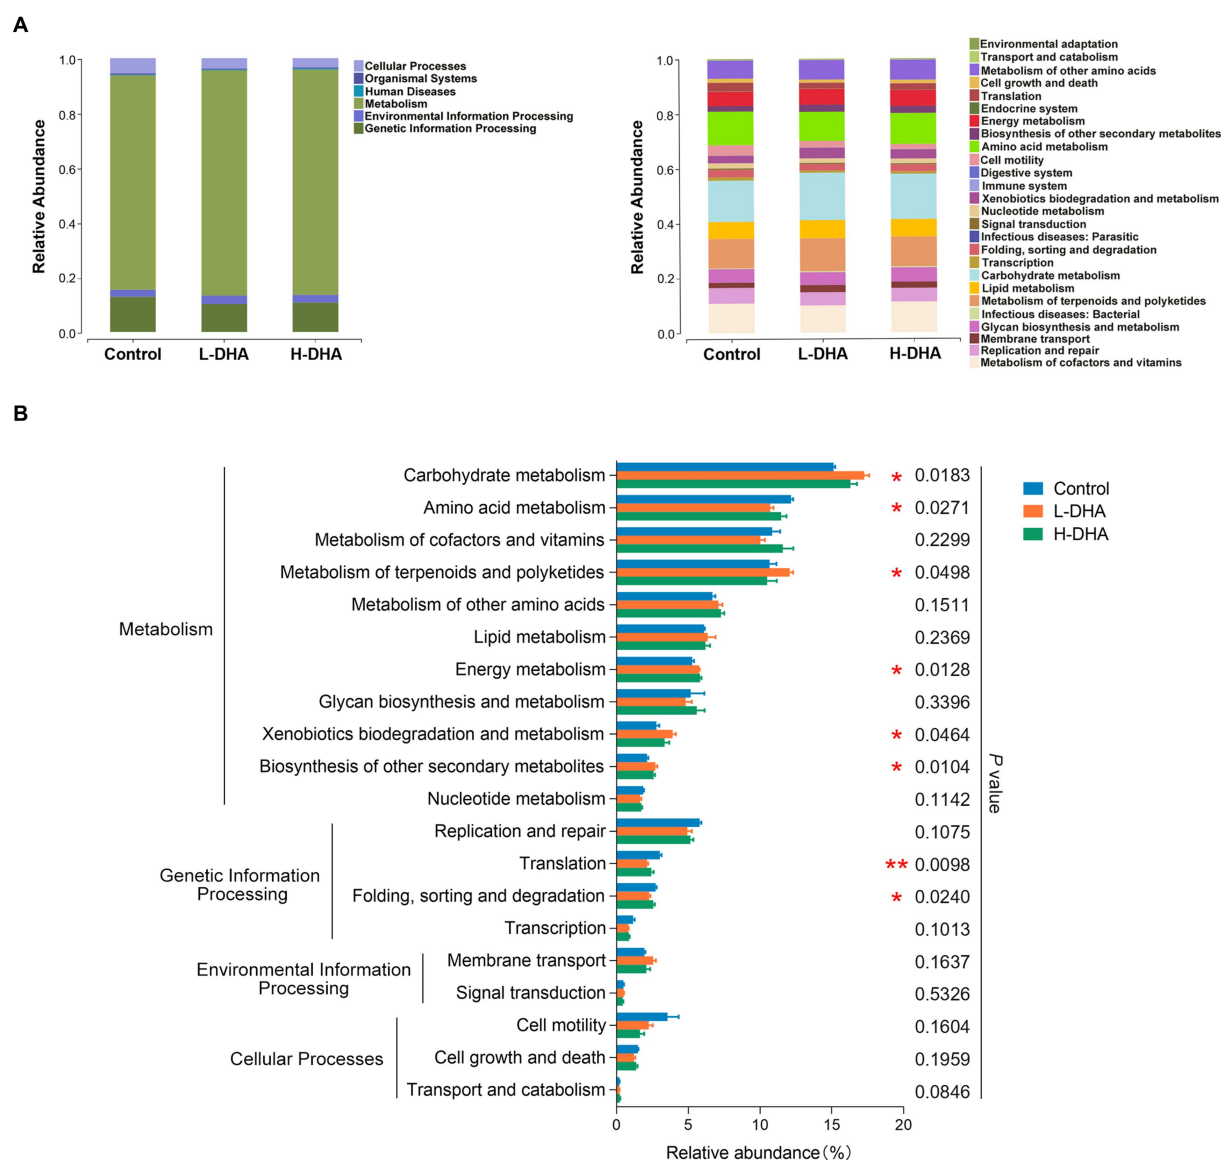 A
1.0
0.8
0.6
0.4
0.2
0.0
Relative Abundance
Control
L-DHA
H-DHA
Cellular Processes
Organismal Systems
Human Diseases
Metabolism
Environmental Information Processing
Genetic Information Processing
1.0
0.8
0.6
0.4
0.2
0.0
Relative Abundance
Control
L-DHA
H-DHA
Environmental adaptation
Transport and catabolism
Metabolism of other amino acids
Cell growth and death
Translation
Endocrine system
Energy metabolism
Biosynthesis of other secondary metabolites
Amino acid metabolism
Cell motility
Digestive system
Immune system
Xenobiotics biodegradation and metabolism
Nucleotide metabolism
Signal transduction
Infectious diseases: Parasitic
Folding, sorting and degradation
Transcription
Carbohydrate metabolism
Lipid metabolism
Metabolism of terpenoids and polyketides
Infectious diseases: Bacterial
Glycan biosynthesis and metabolism
Membrane transport
Replication and repair
Metabolism of cofactors and vitamins
B
Metabolism
Carbohydrate metabolism * 0.0183
Amino acid metabolism * 0.0271
Metabolism of cofactors and vitamins 0.2299
Metabolism of terpenoids and polyketides * 0.0498
Metabolism of other amino acids 0.1511
Lipid metabolism 0.2369
Energy metabolism * 0.0128
Glycan biosynthesis and metabolism 0.3396
Xenobiotics biodegradation and metabolism * 0.0464
Biosynthesis of other secondary metabolites * 0.0104
Nucleotide metabolism 0.1142
Genetic Information
Processing
Replication and repair 0.1075
Translation ** 0.0098
Folding, sorting and degradation * 0.0240
Transcription 0.1013
Environmental Information
Processing
Membrane transport 0.1637
Signal transduction 0.5326
Cellular Processes
Cell motility 0.1604
Cell growth and death 0.1959
Transport and catabolism 0.0846
P value
Control
L-DHA
H-DHA
0 5 10 15 20
Relative abundance(%)